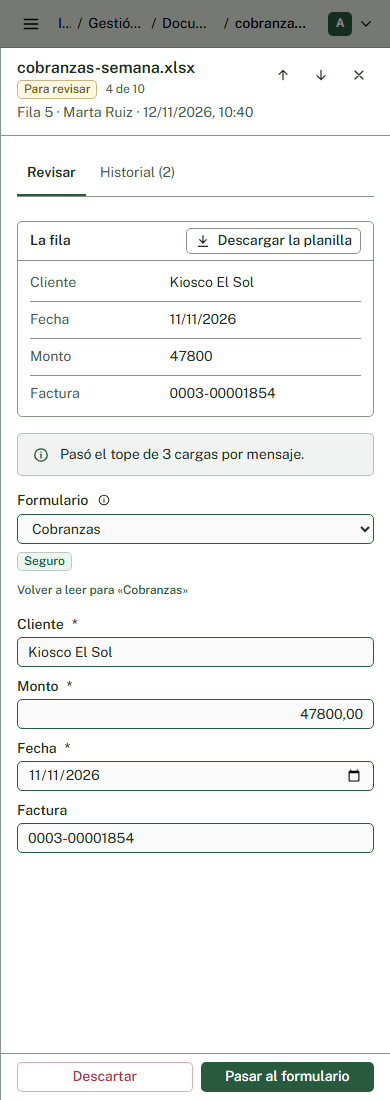 I... / Gestió... / Docu... / cobranza... A
cobranzas-semana.xlsx
Para revisar 4 de 10
Fila 5 · Marta Ruiz · 12/11/2026, 10:40
Revisar Historial (2)
La fila Descargar la planilla
Cliente Kiosco El Sol
Fecha 11/11/2026
Monto 47800
Factura 0003-00001854
Pasó el tope de 3 cargas por mensaje.
Formulario
Cobranzas
Seguro
Volver a leer para «Cobranzas»
Cliente *
Kiosco El Sol
Monto *
47800,00
Fecha *
11/11/2026
Factura
0003-00001854
Descartar Pasar al formulario